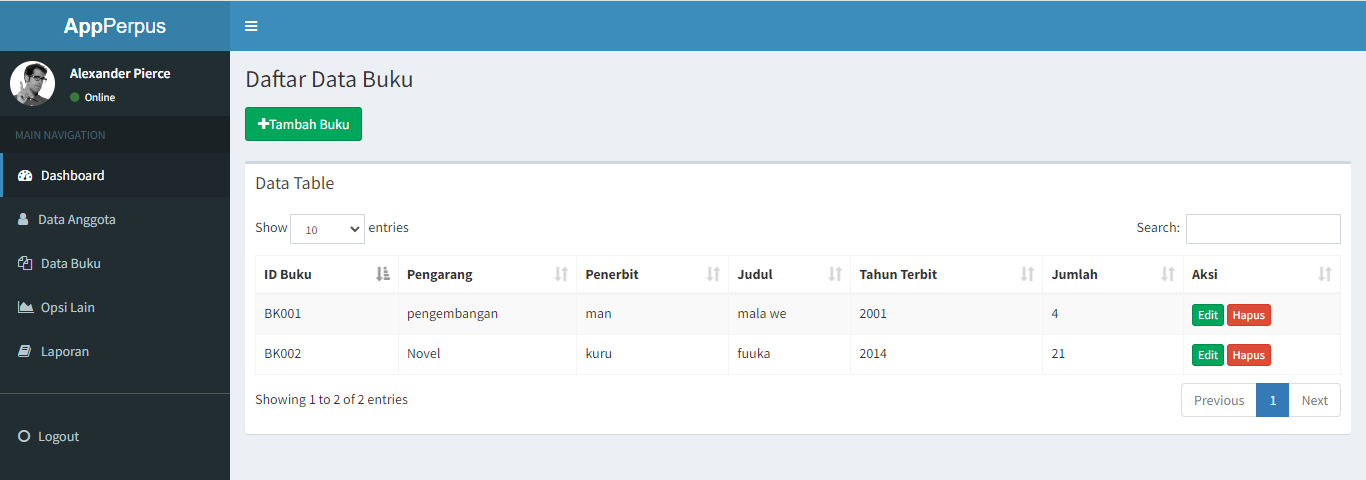 AppPerpus
Alexander Pierce
Online
MAIN NAVIGATION
Dashboard
Data Anggota
Data Buku
Opsi Lain
Laporan
Logout
Daftar Data Buku
+Tambah Buku
Data Table
Show 10 entries Search:
ID Buku Pengarang Penerbit Judul Tahun Terbit Jumlah Aksi
BK001 pengembangan man mala we 2001 4 Edit Hapus
BK002 Novel kuru fuuka 2014 21 Edit Hapus
Showing 1 to 2 of 2 entries Previous 1 Next